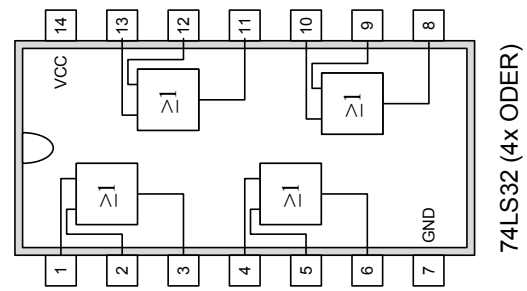 14 13 12 11 10 9 8
VCC
≥1 ≥1
≥1 ≥1
GND
1 2 3 4 5 6 7
74LS32 (4x ODER)